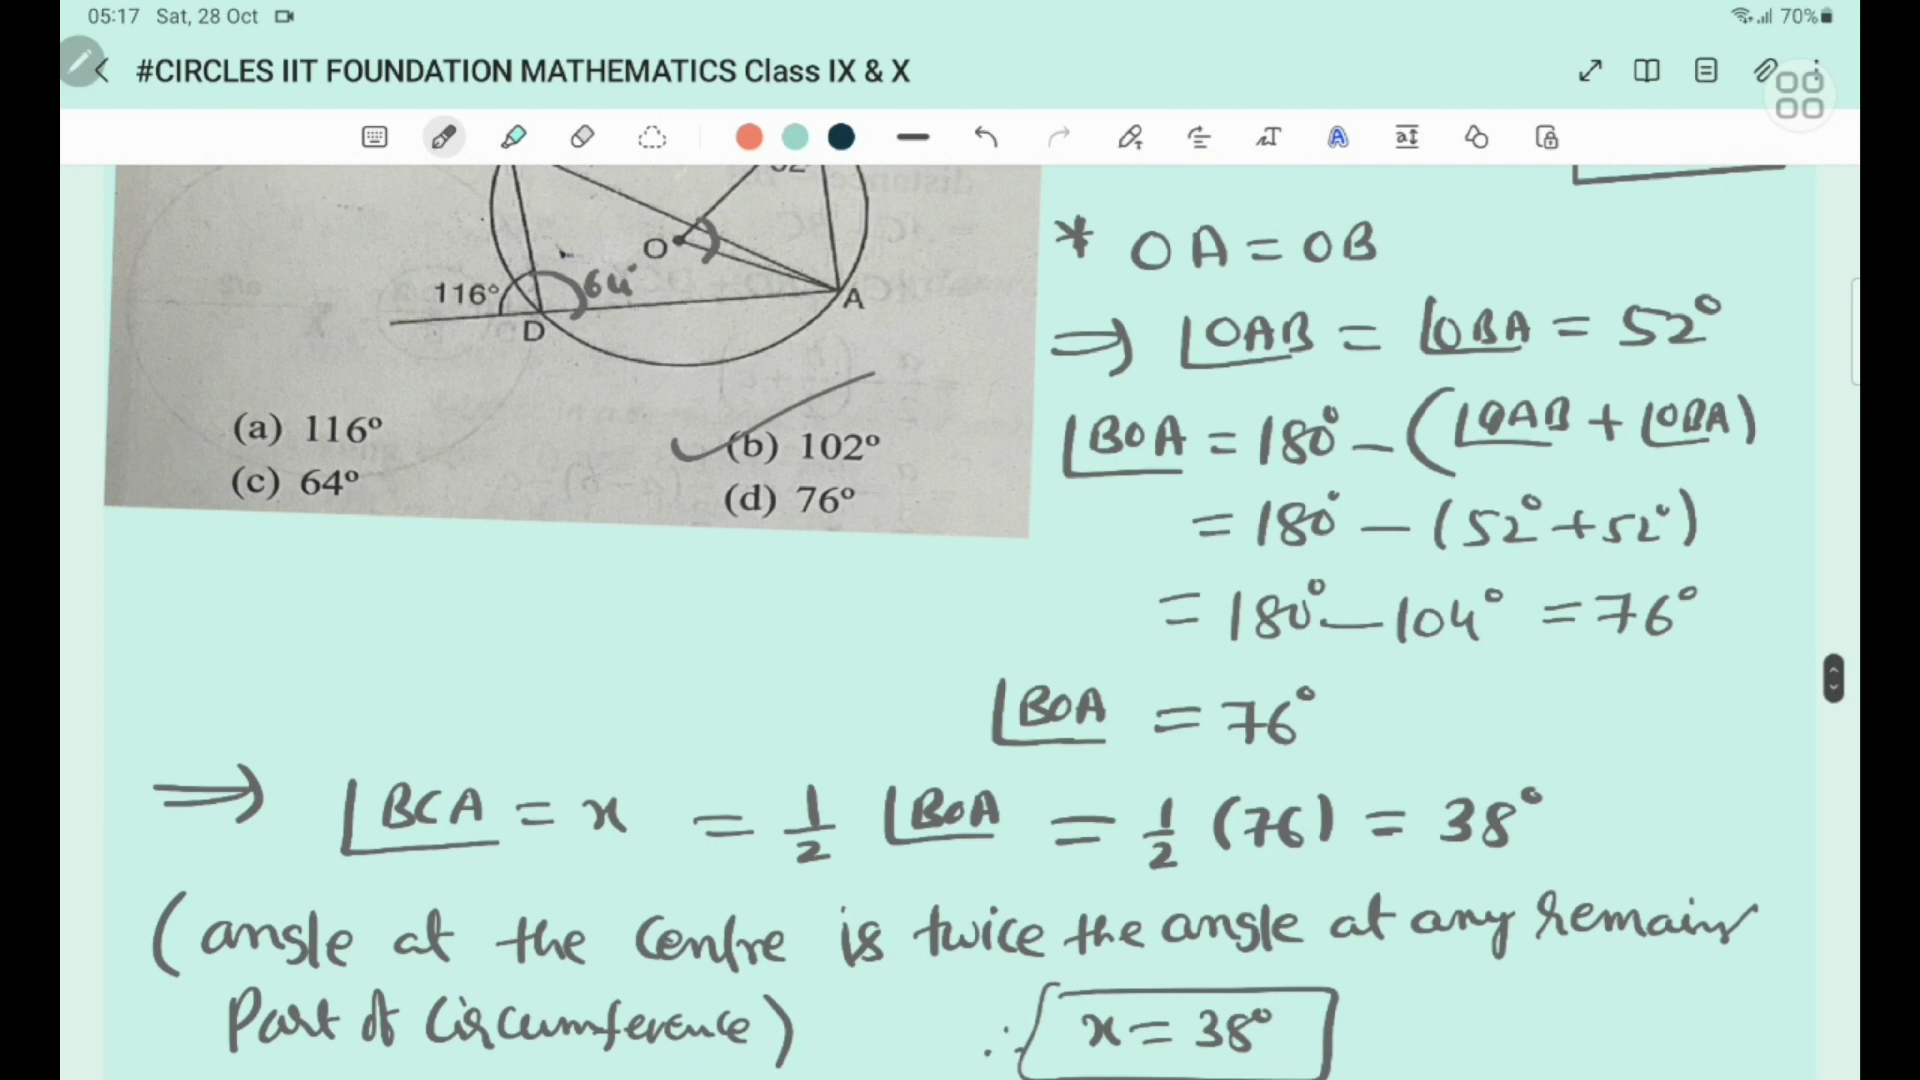 05:17 Sat, 28 Oct
70%
#CIRCLES IIT FOUNDATION MATHEMATICS Class IX & X
O
64°
116°
A
D
(a) 116°
(b) 102°
(c) 64°
(d) 76°
* OA = OB
⇒ ∠OAB = ∠OBA = 52°
∠BOA = 180° − (∠OAB + ∠OBA)
= 180° − (52° + 52°)
= 180° − 104° = 76°
∠BOA = 76°
⇒ ∠BCA = x = 1/2 ∠BOA = 1/2 (76) = 38°
(angle at the centre is twice the angle at any remain
Part of Circumference)
∴ x = 38°